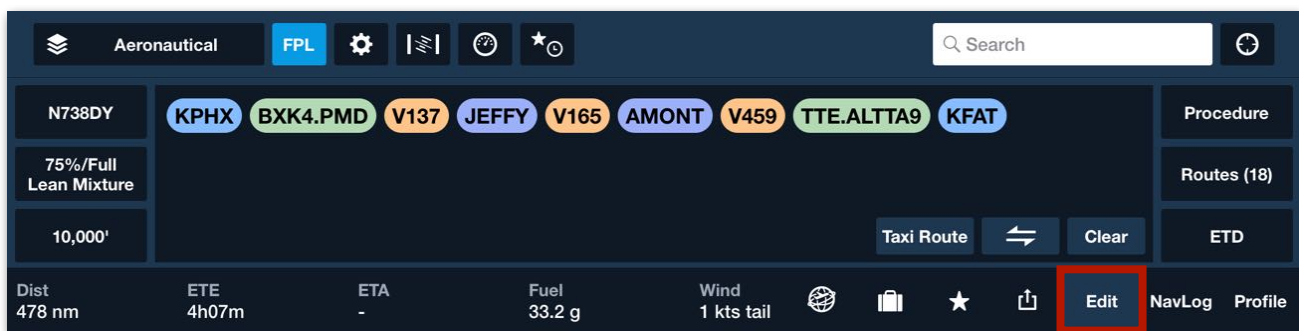 Aeronautical FPL Search
N738DY KPHX BXK4.PMD V137 JEFFY V165 AMONT V459 TTE.ALTTA9 KFAT Procedure
75%/Full
Lean Mixture
Routes (18)
10,000' Taxi Route Clear ETD
Dist ETE ETA Fuel Wind
478 nm 4h07m - 33.2 g 1 kts tail Edit NavLog Profile